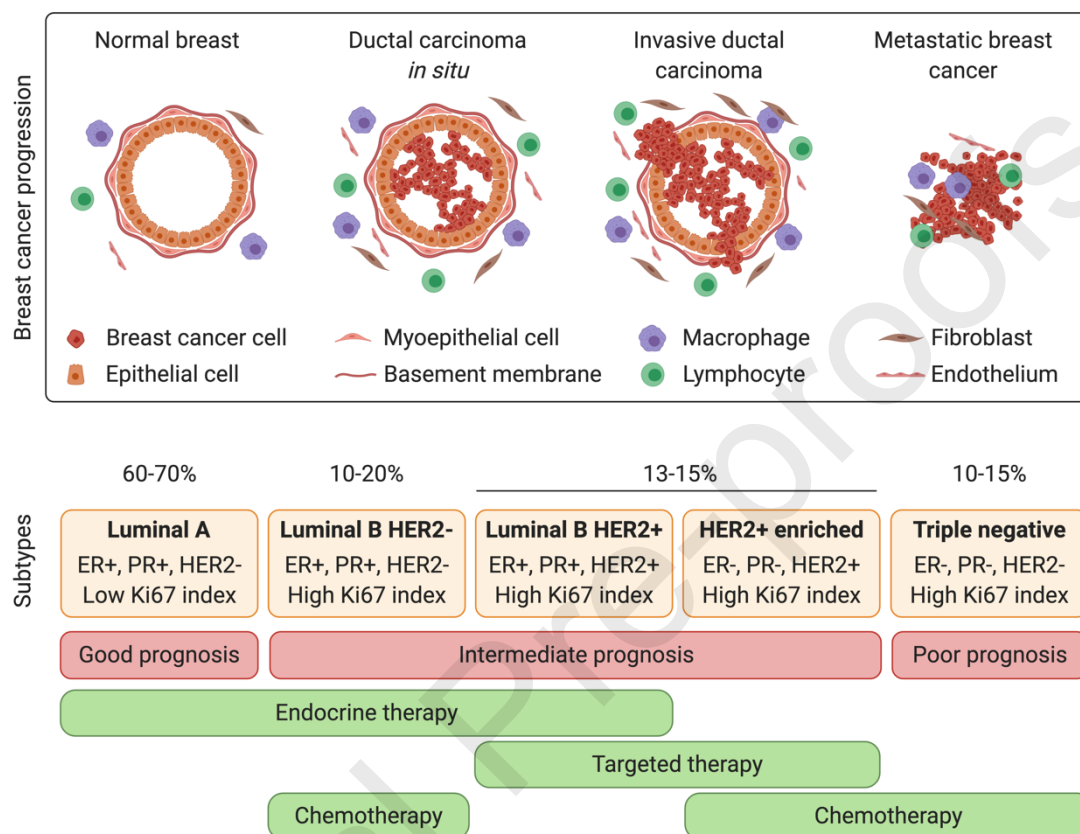 Breast cancer progression
Normal breast
Ductal carcinoma
in situ
Invasive ductal
carcinoma
Metastatic breast
cancer
Breast cancer cell
Myoepithelial cell
Macrophage
Fibroblast
Epithelial cell
Basement membrane
Lymphocyte
Endothelium
60-70%
10-20%
13-15%
10-15%
Subtypes
Luminal A
ER+, PR+, HER2-
Low Ki67 index
Luminal B HER2-
ER+, PR+, HER2-
High Ki67 index
Luminal B HER2+
ER+, PR+, HER2+
High Ki67 index
HER2+ enriched
ER-, PR-, HER2+
High Ki67 index
Triple negative
ER-, PR-, HER2-
High Ki67 index
Good prognosis
Intermediate prognosis
Poor prognosis
Endocrine therapy
Targeted therapy
Chemotherapy
Chemotherapy
Pre-proofs